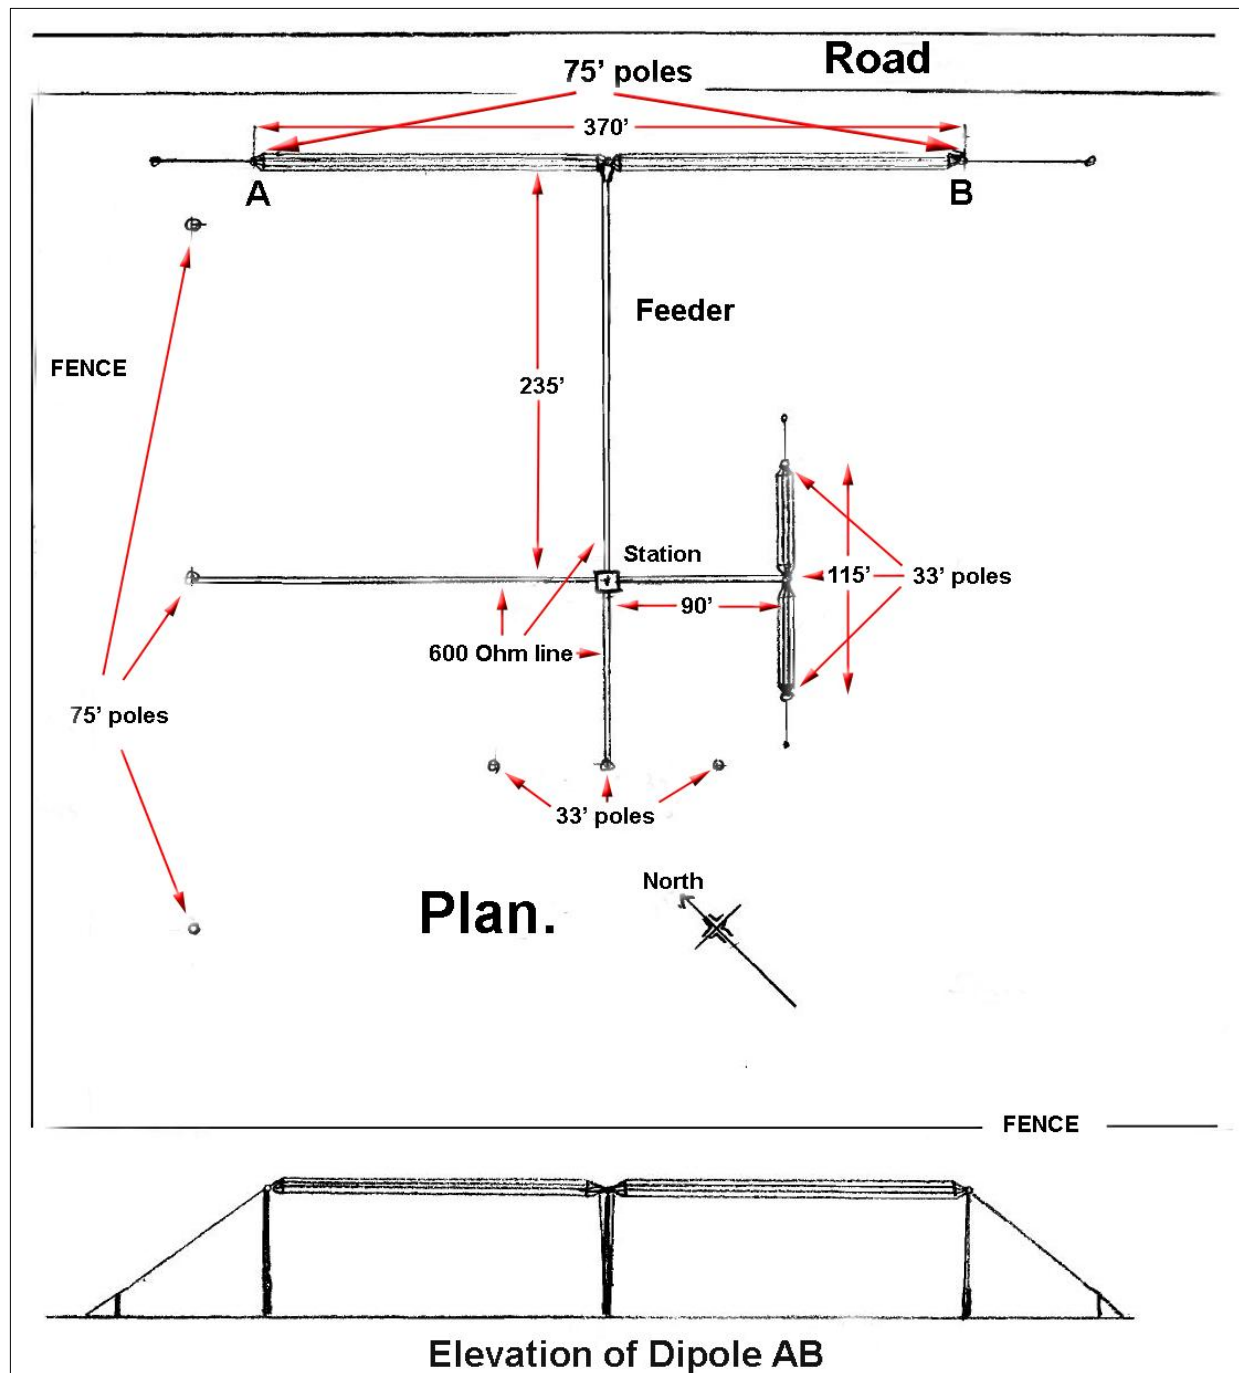 Road
75’ poles
370’
A
B
Feeder
FENCE
235’
Station
115’
33’ poles
90’
600 Ohm line
75’ poles
33’ poles
North
Plan.
FENCE
Elevation of Dipole AB